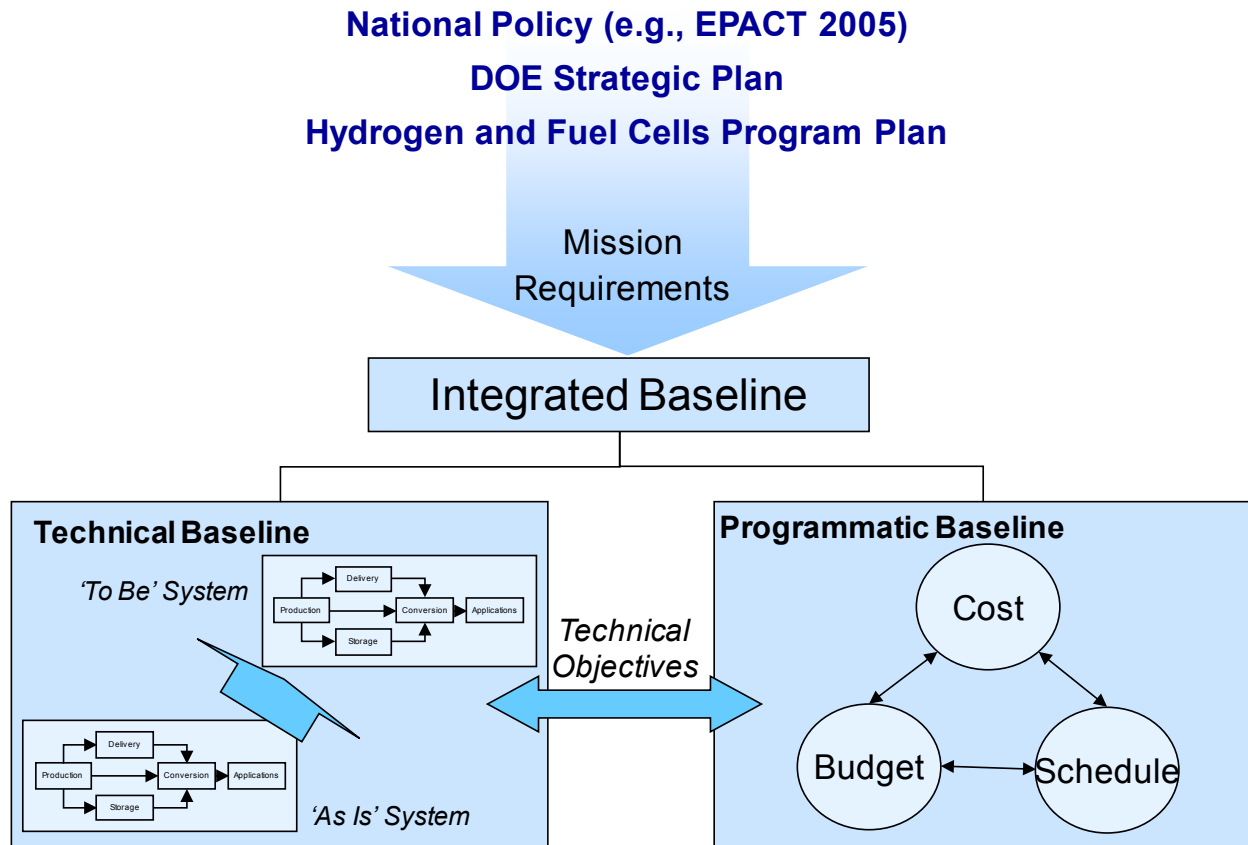 National Policy (e.g., EPACT 2005)
DOE Strategic Plan
Hydrogen and Fuel Cells Program Plan
Mission
Requirements
Integrated Baseline
Technical Baseline
'To Be' System
Delivery
Production
Conversion
Applications
Storage
Delivery
Production
Conversion
Applications
Storage
'As Is' System
Technical
Objectives
Programmatic Baseline
Cost
Budget
Schedule